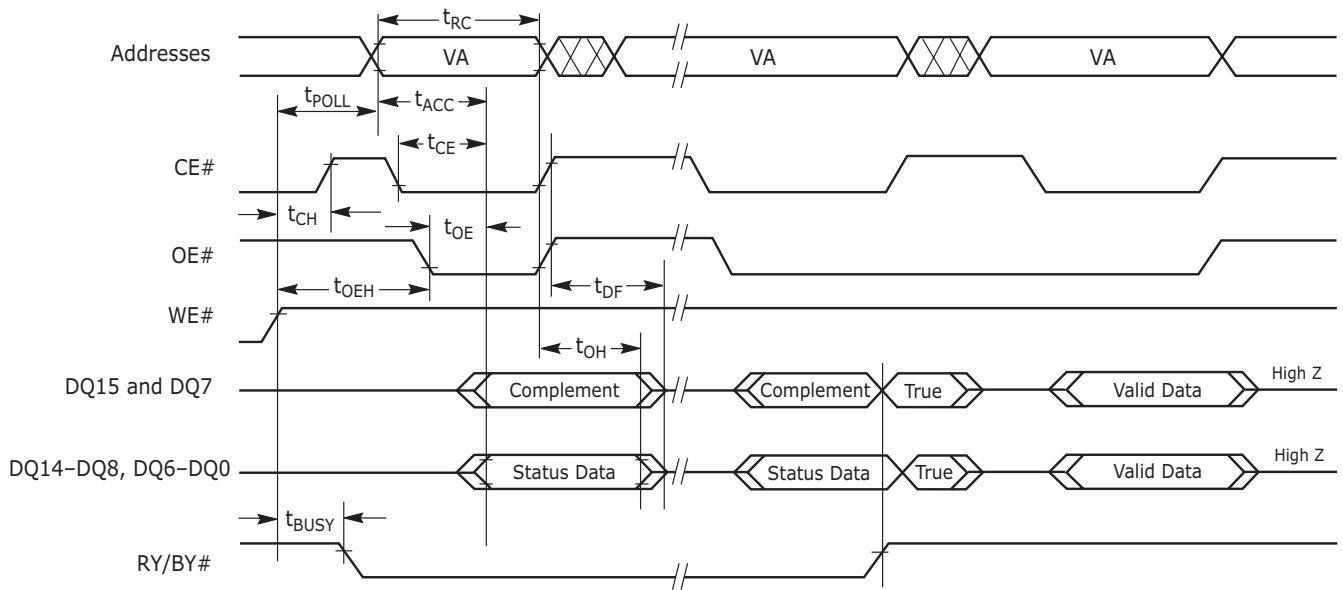 tRC
Addresses VA VA VA
tPOLL tACC
tCE
CE#
tCH tOE
OE#
tOEH tDF
WE#
tOH
DQ15 and DQ7 Complement Complement True Valid Data High Z
DQ14–DQ8, DQ6–DQ0 Status Data Status Data True Valid Data High Z
tBUSY
RY/BY#